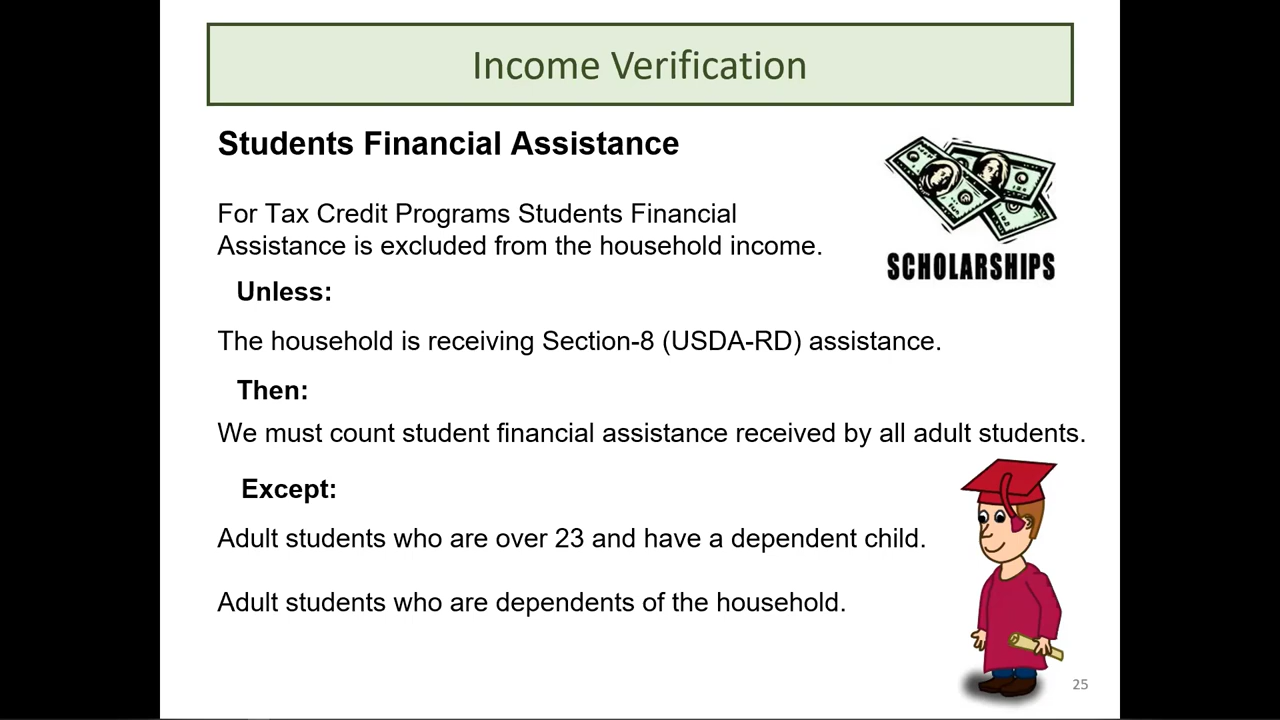 Income Verification
Students Financial Assistance
For Tax Credit Programs Students Financial
Assistance is excluded from the household income.
SCHOLARSHIPS
Unless:
The household is receiving Section-8 (USDA-RD) assistance.
Then:
We must count student financial assistance received by all adult students.
Except:
Adult students who are over 23 and have a dependent child.
Adult students who are dependents of the household.
25